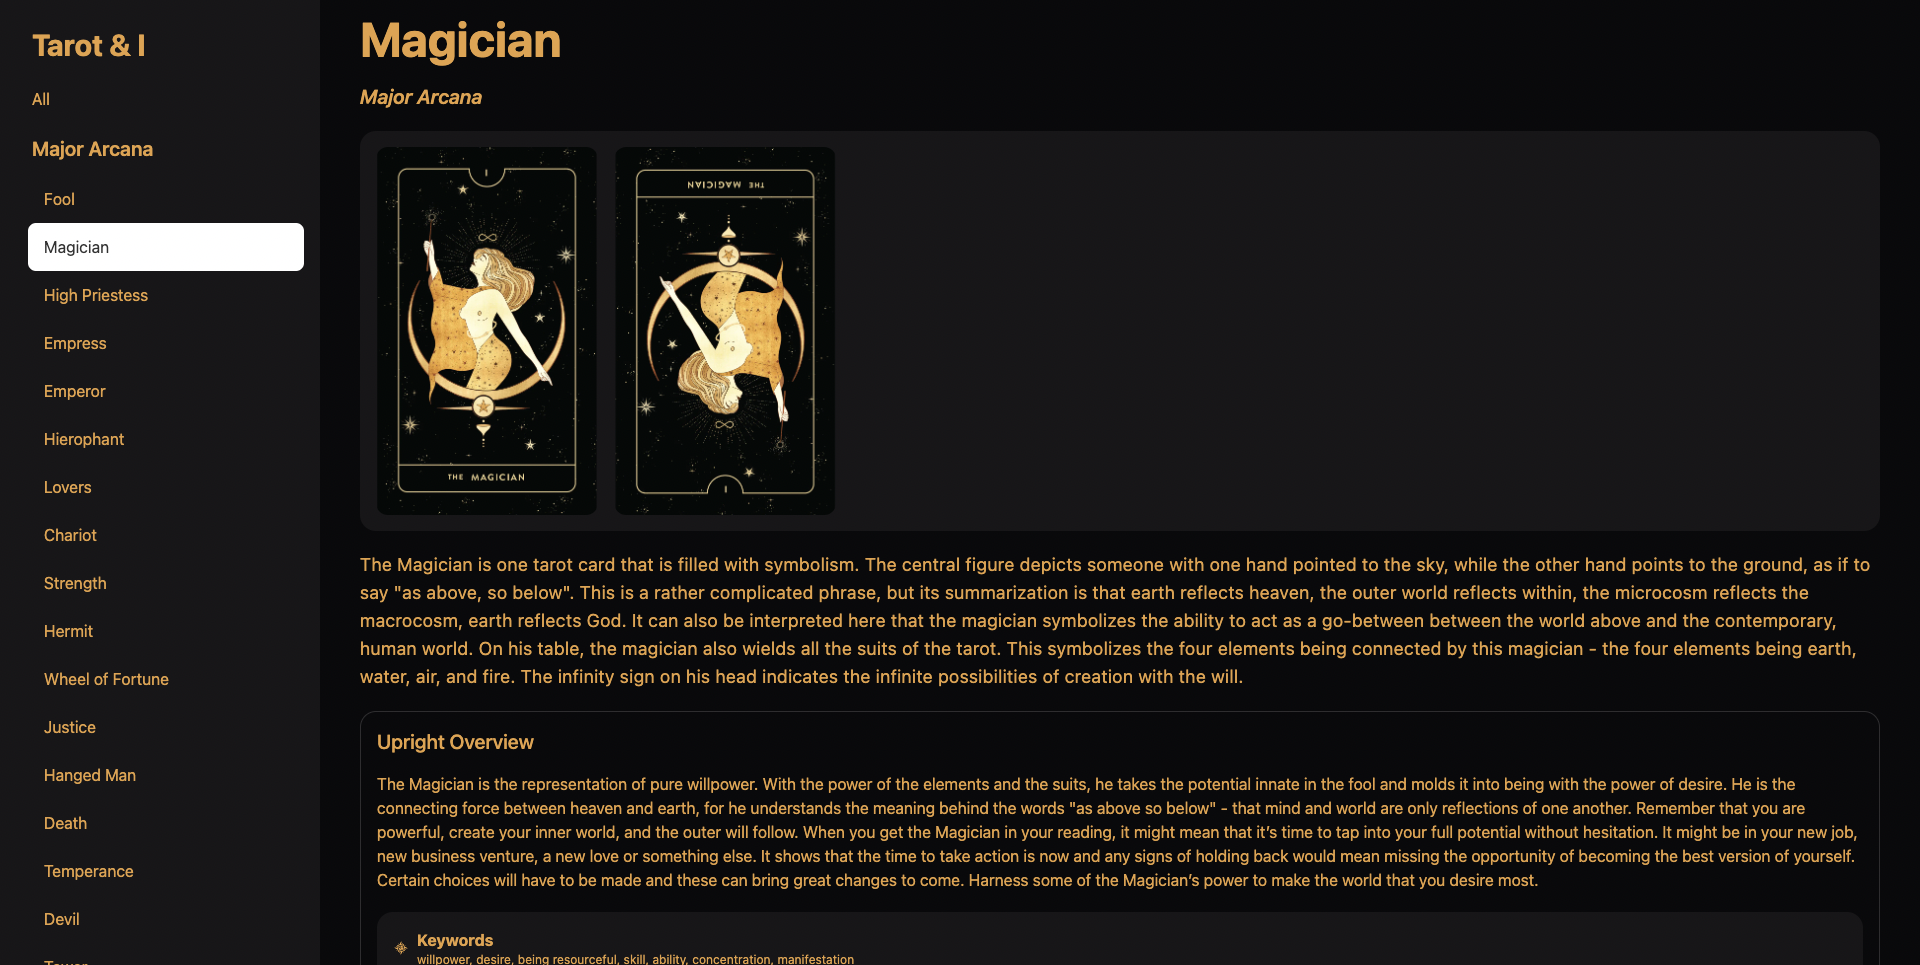 Tarot & I
All
Major Arcana
Fool
Magician
High Priestess
Empress
Emperor
Hierophant
Lovers
Chariot
Strength
Hermit
Wheel of Fortune
Justice
Hanged Man
Death
Temperance
Devil
Tower
Magician
Major Arcana
I
THE MAGICIAN
THE MAGICIAN
I
The Magician is one tarot card that is filled with symbolism. The central figure depicts someone with one hand pointed to the sky, while the other hand points to the ground, as if to
say "as above, so below". This is a rather complicated phrase, but its summarization is that earth reflects heaven, the outer world reflects within, the microcosm reflects the
macrocosm, earth reflects God. It can also be interpreted here that the magician symbolizes the ability to act as a go-between between the world above and the contemporary,
human world. On his table, the magician also wields all the suits of the tarot. This symbolizes the four elements being connected by this magician - the four elements being earth,
water, air, and fire. The infinity sign on his head indicates the infinite possibilities of creation with the will.
Upright Overview
The Magician is the representation of pure willpower. With the power of the elements and the suits, he takes the potential innate in the fool and molds it into being with the power of desire. He is the
connecting force between heaven and earth, for he understands the meaning behind the words "as above so below" - that mind and world are only reflections of one another. Remember that you are
powerful, create your inner world, and the outer will follow. When you get the Magician in your reading, it might mean that it’s time to tap into your full potential without hesitation. It might be in your new job,
new business venture, a new love or something else. It shows that the time to take action is now and any signs of holding back would mean missing the opportunity of becoming the best version of yourself.
Certain choices will have to be made and these can bring great changes to come. Harness some of the Magician’s power to make the world that you desire most.
Keywords
willpower, desire, being resourceful, skill, ability, concentration, manifestation